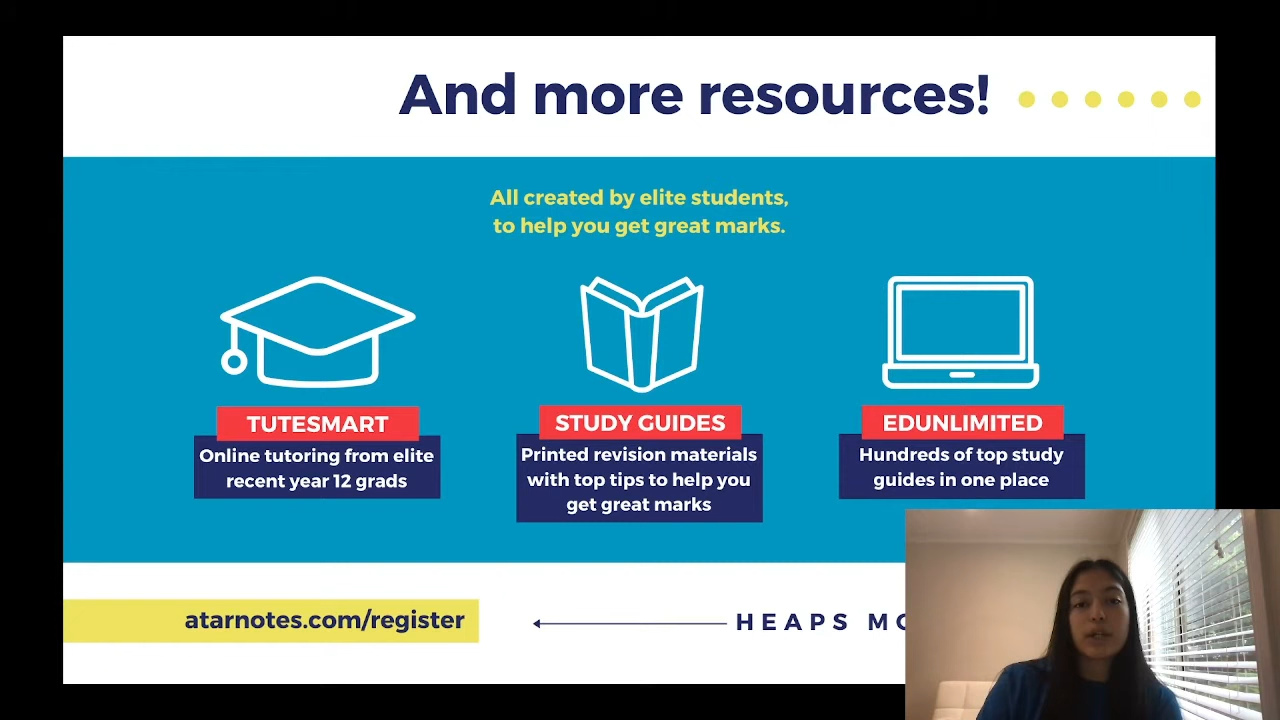 And more resources!
All created by elite students,
to help you get great marks.
TUTESMART
Online tutoring from elite
recent year 12 grads
STUDY GUIDES
Printed revision materials
with top tips to help you
get great marks
EDUNLIMITED
Hundreds of top study
guides in one place
atarnotes.com/register
HEAPS